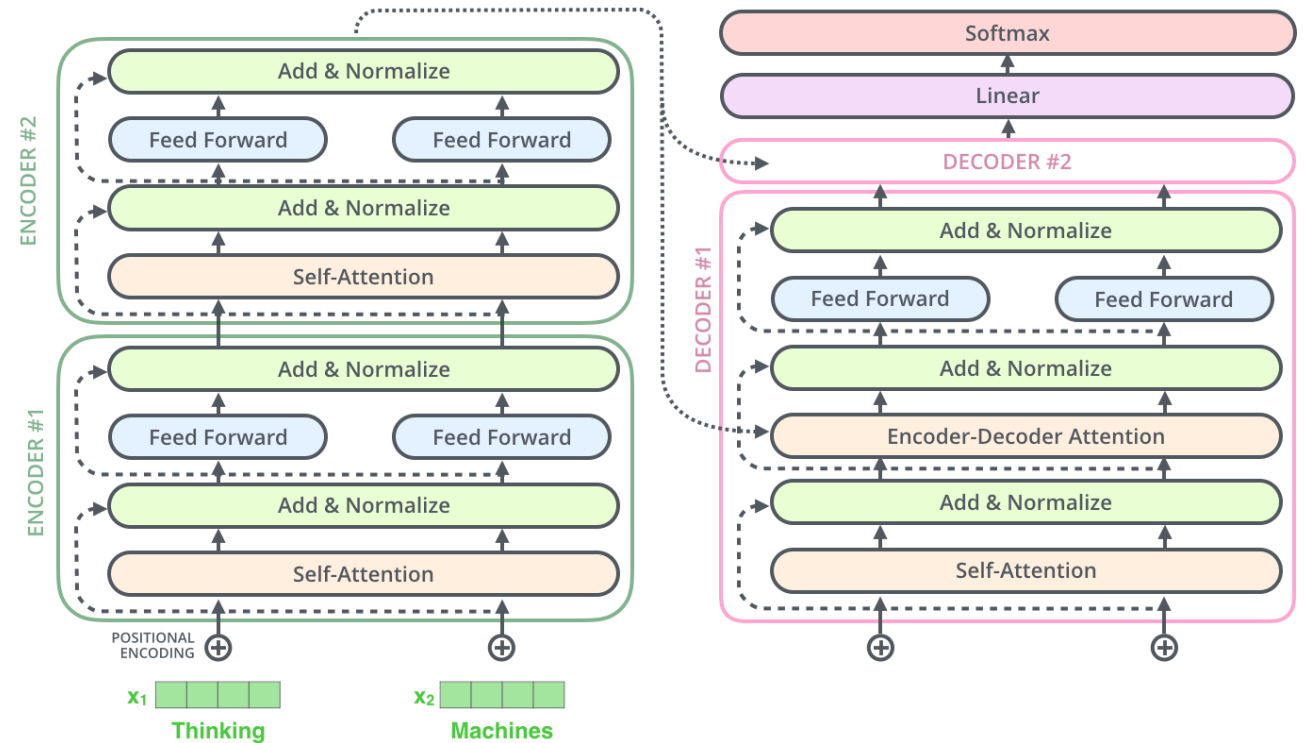 ENCODER #2
Add & Normalize
Feed Forward
Feed Forward
Add & Normalize
Self-Attention
ENCODER #1
Add & Normalize
Feed Forward
Feed Forward
Add & Normalize
Self-Attention
POSITIONAL
ENCODING
x1
x2
Thinking
Machines
Softmax
Linear
DECODER #2
DECODER #1
Add & Normalize
Feed Forward
Feed Forward
Add & Normalize
Encoder-Decoder Attention
Add & Normalize
Self-Attention